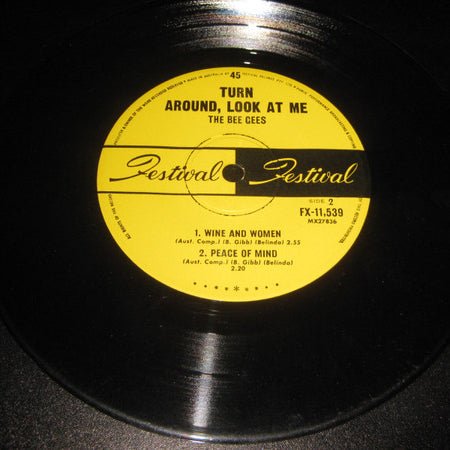 MADE IN AUSTRALIA BY
45
TURN
AROUND, LOOK AT ME
THE BEE GEES
Festival Festival
SIDE 2
FX-11,539
MX27836
1. WINE AND WOMEN
(Aust. Comp.) (B. Gibb) (Belinda) 2.55
2. PEACE OF MIND
(Aust. Comp.) (B. Gibb) (Belinda)
2.20